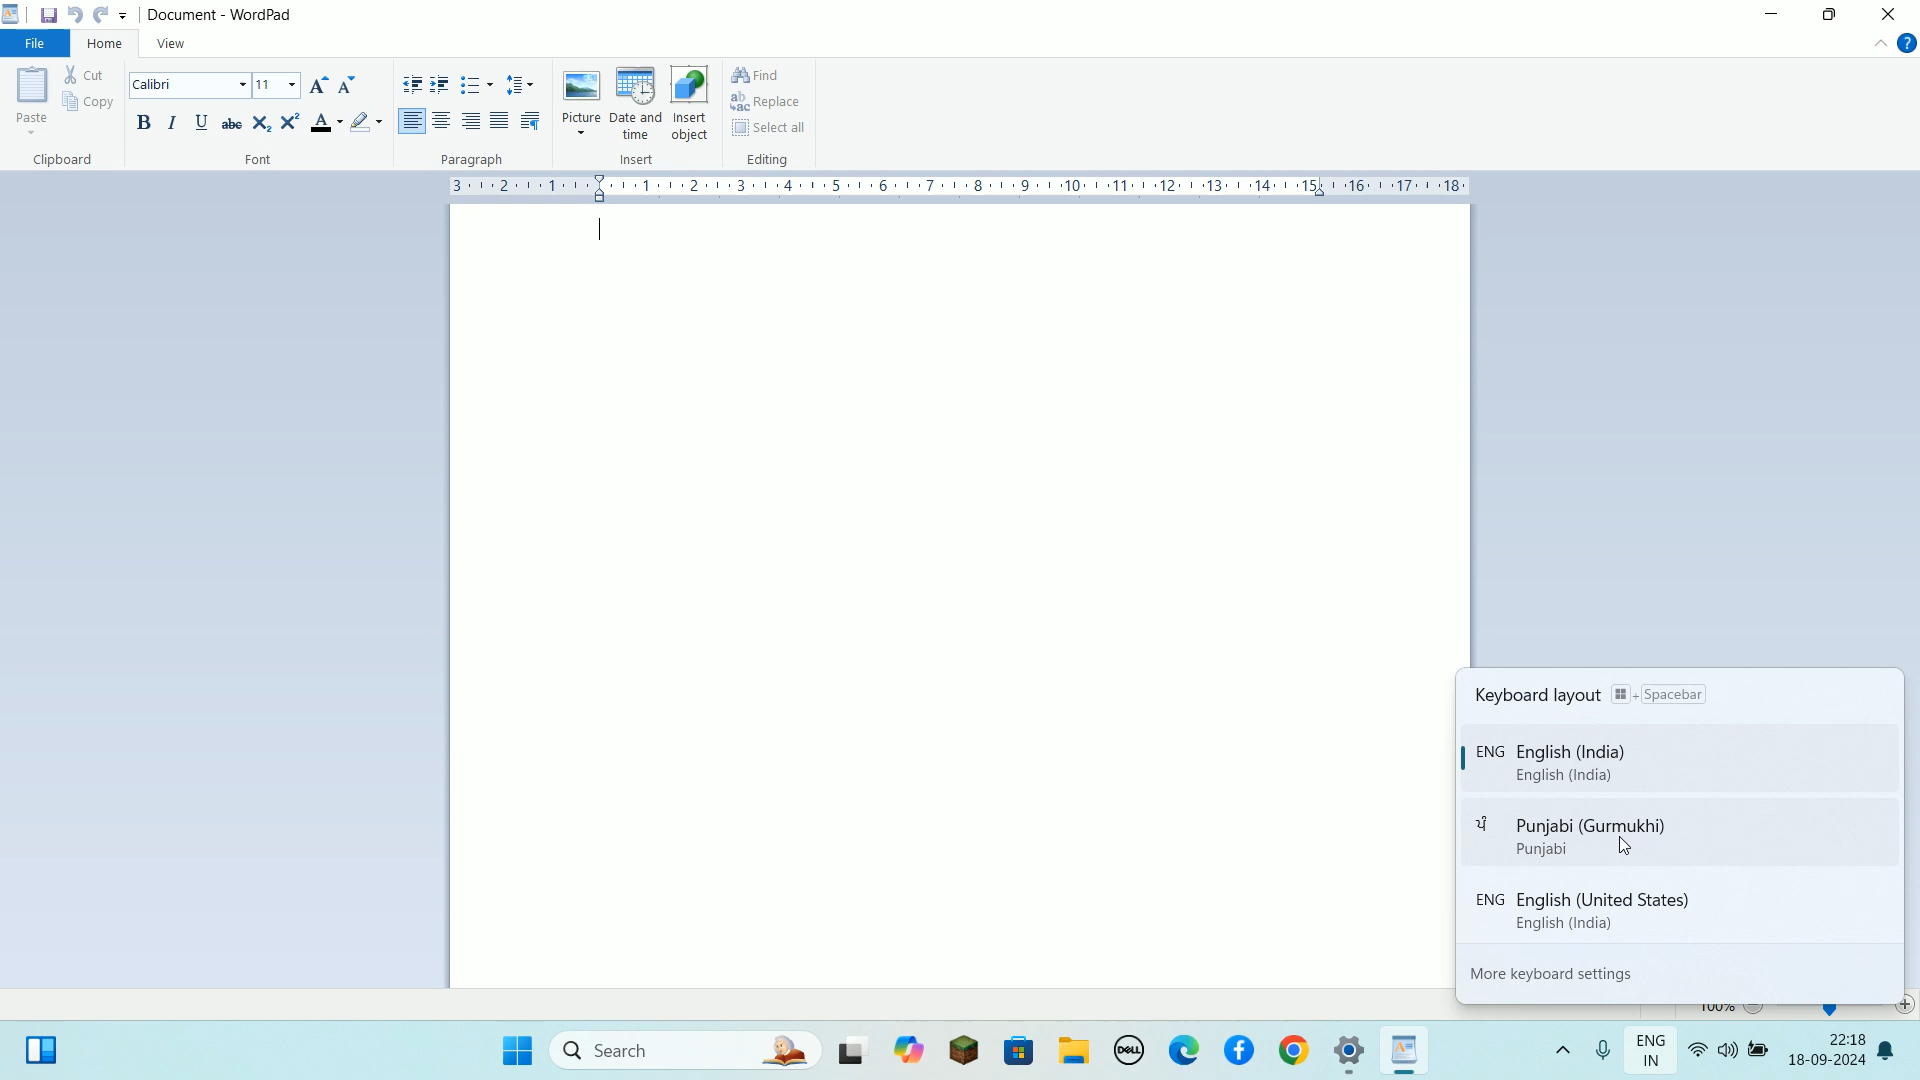 Document - WordPad
File Home View
Paste Cut Copy
Clipboard
Calibri 11
B I U abc X₂ X² A
Font
Paragraph
Picture Date and time Insert object
Insert
Find
Replace
Select all
Editing
3 2 1 1 2 3 4 5 6 7 8 9 10 11 12 13 14 15 16 17 18
Keyboard layout + Spacebar
ENG English (India)
English (India)
ਪੰ Punjabi (Gurmukhi)
Punjabi
ENG English (United States)
English (India)
More keyboard settings
100%
Search
DELL
ENG
IN
22:18
18-09-2024